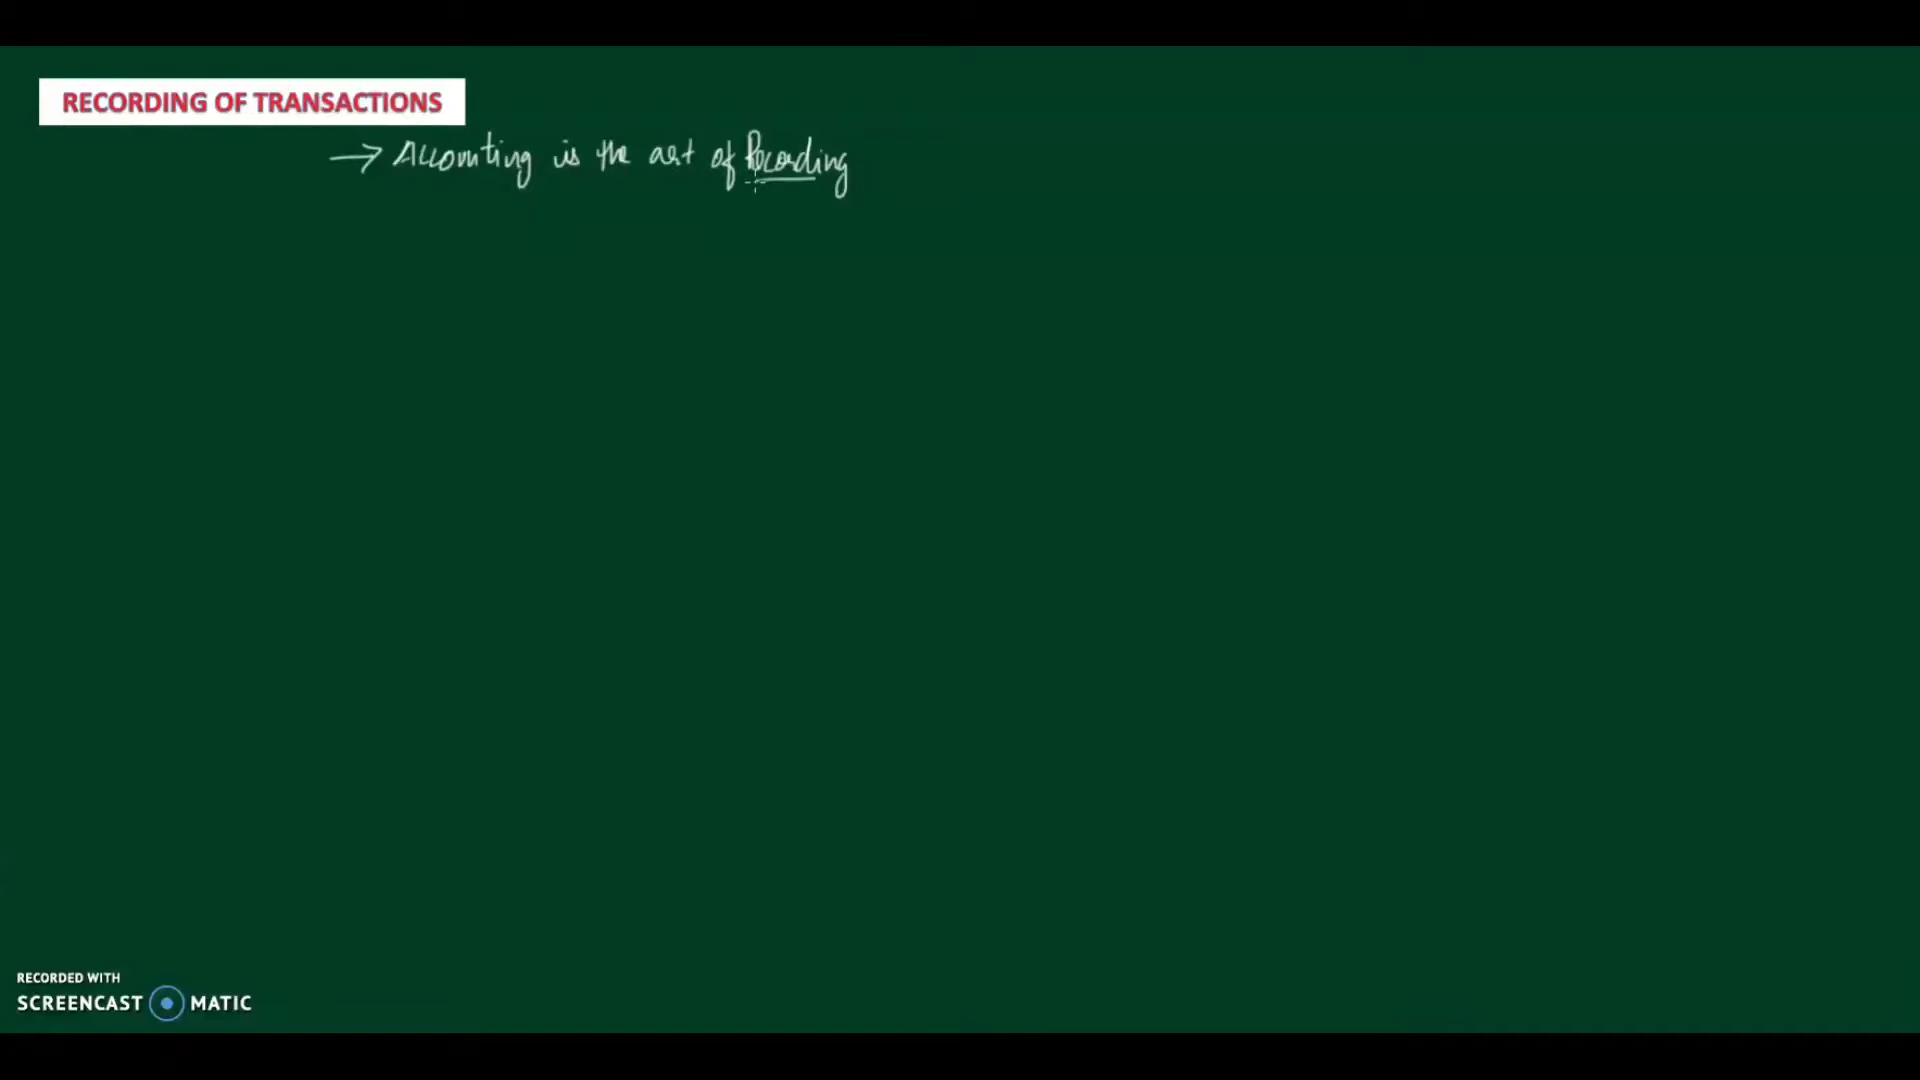 RECORDING OF TRANSACTIONS
→ Accounting is the art of Recording
RECORDED WITH
SCREENCAST MATIC